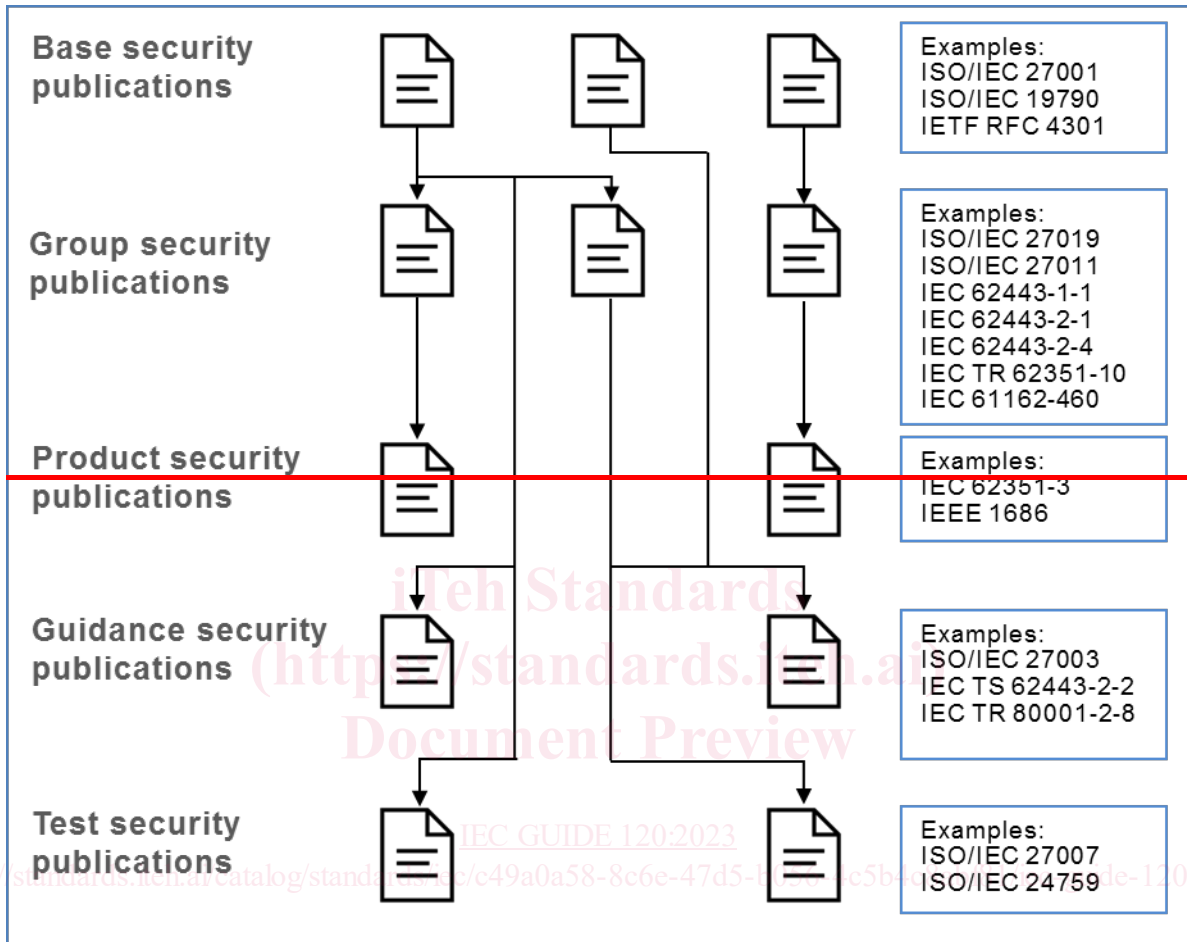 Base security
publications
Examples:
ISO/IEC 27001
ISO/IEC 19790
IETF RFC 4301
Group security
publications
Examples:
ISO/IEC 27019
ISO/IEC 27011
IEC 62443-1-1
IEC 62443-2-1
IEC 62443-2-4
IEC TR 62351-10
IEC 61162-460
Product security
publications
Examples:
IEC 62351-3
IEEE 1686
iTeh Standards
(https://standards.iteh.ai)
Document Preview
Guidance security
publications
Examples:
ISO/IEC 27003
IEC TS 62443-2-2
IEC TR 80001-2-8
Test security
publications
Examples:
ISO/IEC 27007
ISO/IEC 24759
IEC GUIDE 120:2023